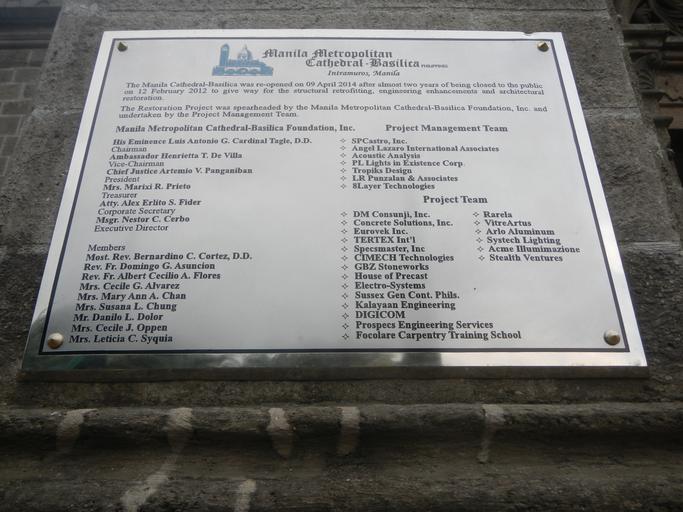 Manila Metropolitan
Cathedral-Basilica
Intramuros, Manila
The Manila Cathedral-Basilica was re-opened on 09 April 2014 after almost two years of being closed to the public
on 12 February 2012 to give way for the structural retrofitting, engineering enhancements and architectural
restoration.
The Restoration Project was spearheaded by the Manila Metropolitan Cathedral-Basilica Foundation, Inc. and
undertaken by the Project Management Team.
Manila Metropolitan Cathedral-Basilica Foundation, Inc.
His Eminence Luis Antonio G. Cardinal Tagle, D.D.
Chairman
Ambassador Henrietta T. De Villa
Vice-Chairman
Chief Justice Artemio V. Panganiban
President
Mrs. Marixi R. Prieto
Treasurer
Atty. Alex Erlito S. Fider
Corporate Secretary
Msgr. Nestor C. Cerbo
Executive Director
Members
Most. Rev. Bernardino C. Cortez, D.D.
Rev. Fr. Domingo G. Asuncion
Rev. Fr. Albert Cecilio A. Flores
Mrs. Cecile G. Alvarez
Mrs. Mary Ann A. Chan
Mrs. Susana L. Chung
Mr. Danilo L. Dolor
Mrs. Cecile J. Oppen
Mrs. Leticia C. Syquia
Project Management Team
SPCastro, Inc.
Angel Lazaro International Associates
Acoustic Analysis
PL Lights in Existence Corp.
Tropiks Design
LR Punzalan & Associates
8Layer Technologies
Project Team
DM Consunji, Inc.
Concrete Solutions, Inc.
Eurovek Inc.
TERTEX Int'l
Specsmaster, Inc
CIMECH Technologies
GBZ Stoneworks
House of Precast
Electro-Systems
Sussex Gen Cont. Phils.
Kalayaan Engineering
DIGICOM
Prospecs Engineering Services
Focolare Carpentry Training School
Rarela
VitreArtus
Arlo Aluminum
Systech Lighting
Acme Illumimazione
Stealth Ventures